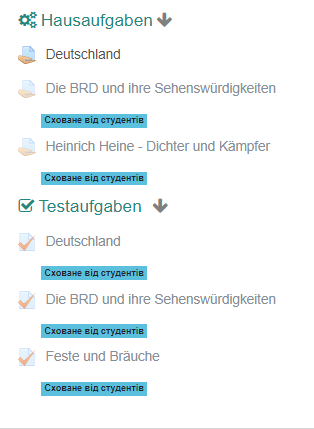 Hausaufgaben
Deutschland
Die BRD und ihre Sehenswürdigkeiten
Сховане від студентів
Heinrich Heine - Dichter und Kämpfer
Сховане від студентів
Testaufgaben
Deutschland
Сховане від студентів
Die BRD und ihre Sehenswürdigkeiten
Сховане від студентів
Feste und Bräuche
Сховане від студентів